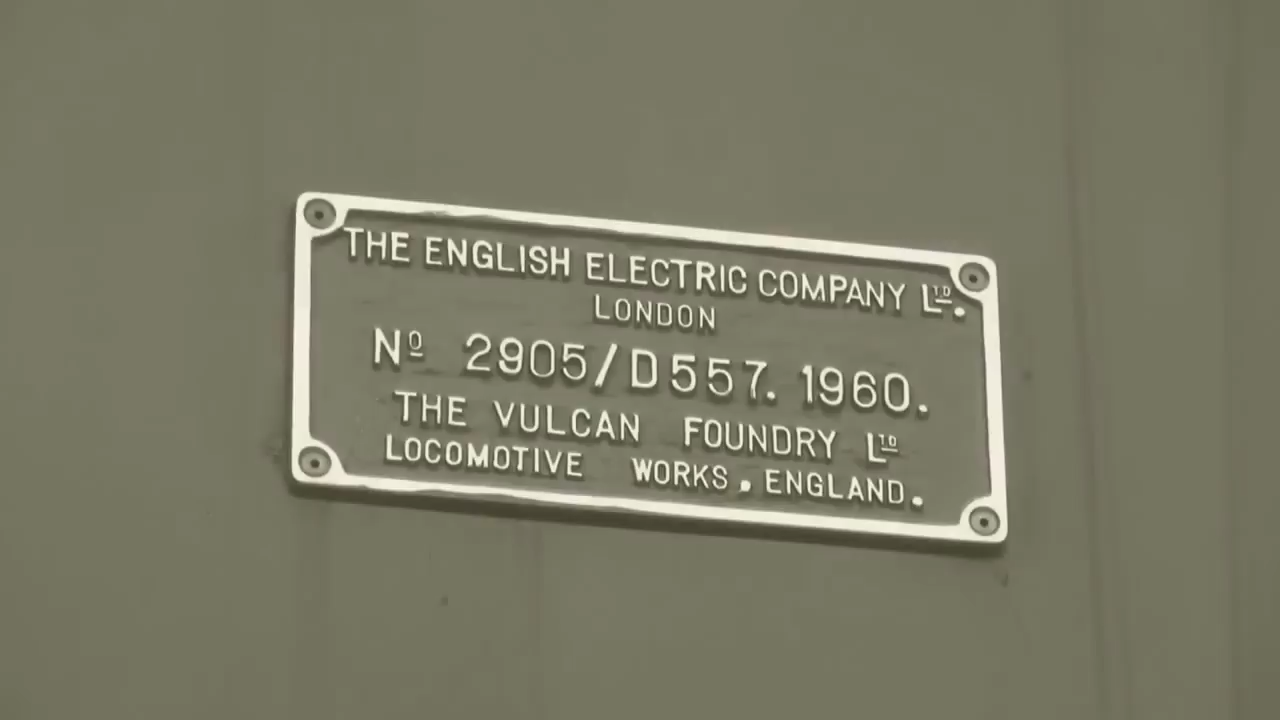 THE ENGLISH ELECTRIC COMPANY LTD.
LONDON
Nº 2905/D557. 1960.
THE VULCAN FOUNDRY LTD
LOCOMOTIVE WORKS. ENGLAND.